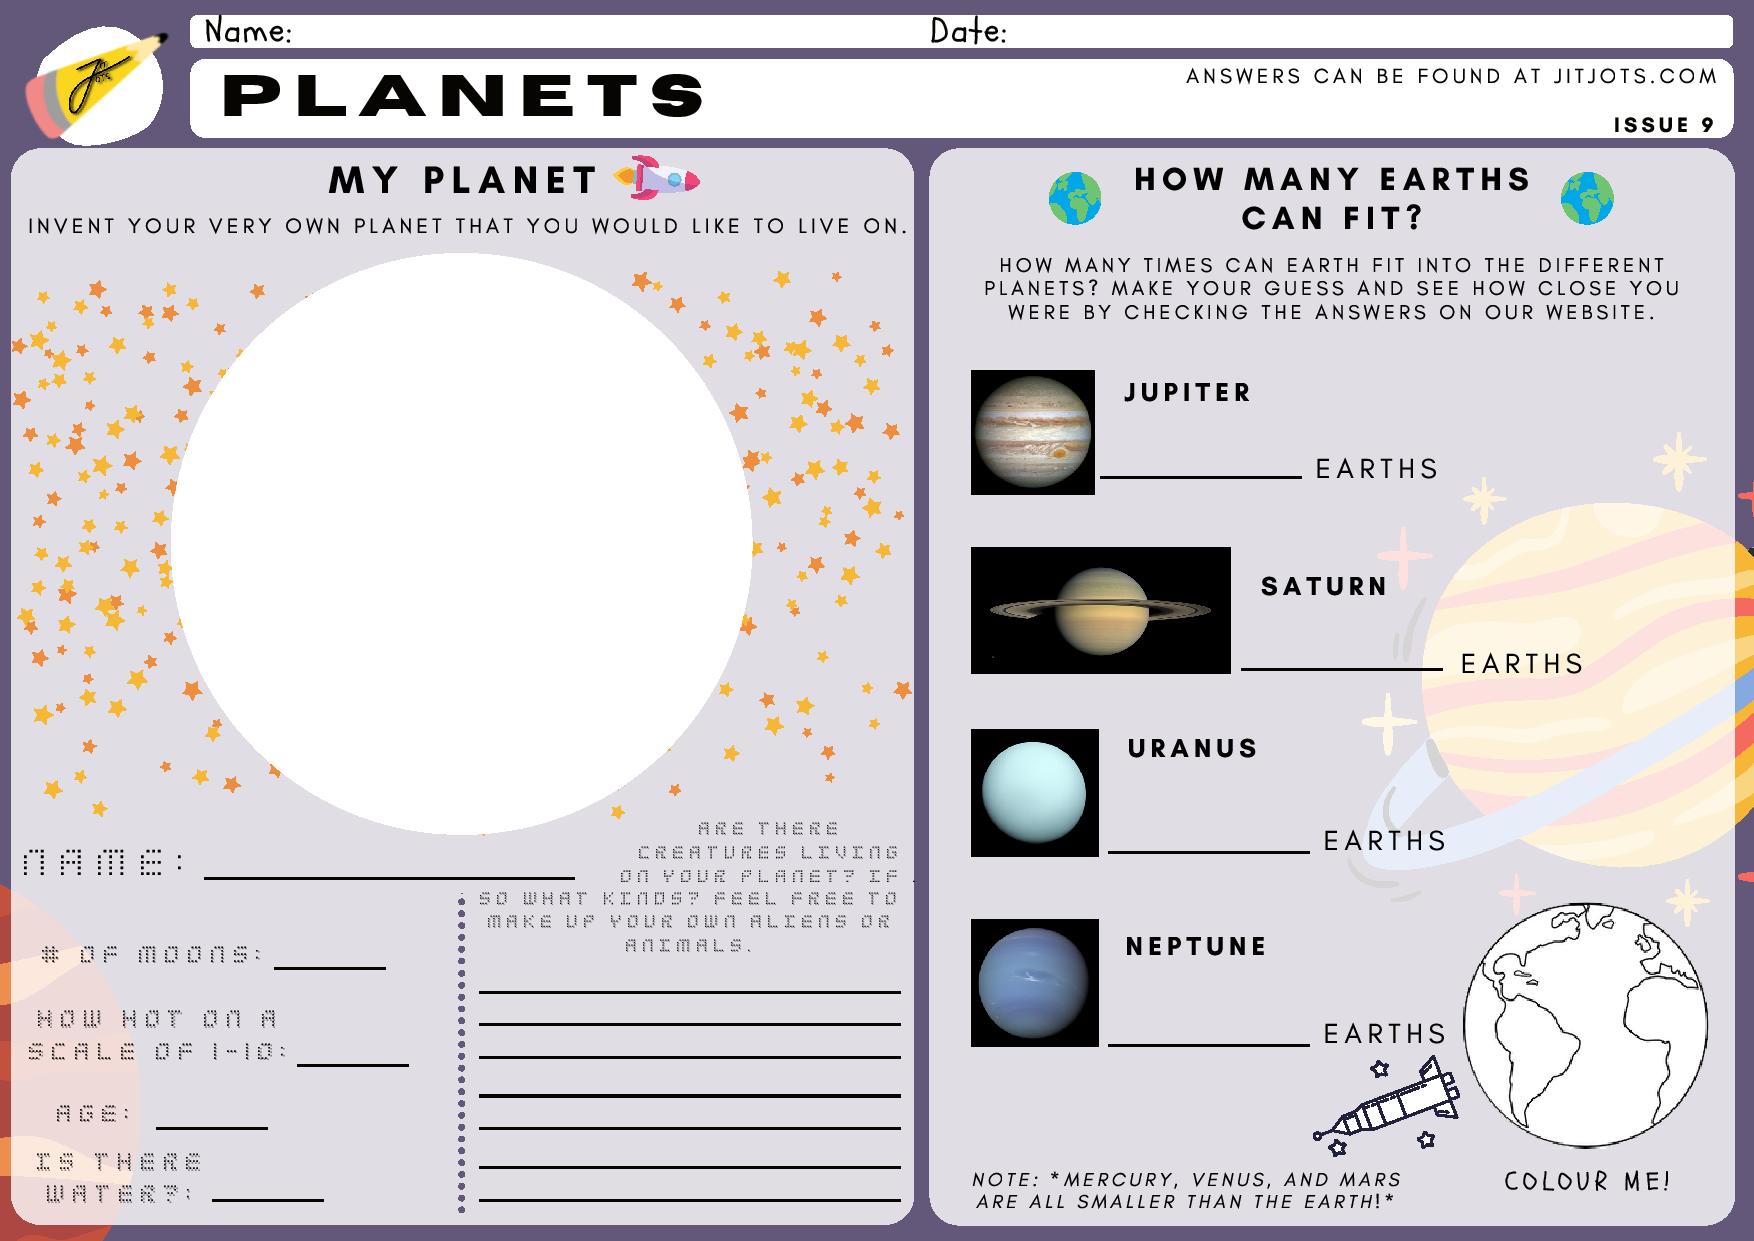 Name:
Date:
PLANETS
ANSWERS CAN BE FOUND AT JITJOTS.COM
ISSUE 9
MY PLANET
INVENT YOUR VERY OWN PLANET THAT YOU WOULD LIKE TO LIVE ON.
NAME:
# OF MOONS:
HOW HOT ON A
SCALE OF 1-10:
AGE:
IS THERE
WATER?:
ARE THERE
CREATURES LIVING
ON YOUR PLANET? IF
SO WHAT KINDS? FEEL FREE TO
MAKE UP YOUR OWN ALIENS OR
ANIMALS.
HOW MANY EARTHS
CAN FIT?
HOW MANY TIMES CAN EARTH FIT INTO THE DIFFERENT
PLANETS? MAKE YOUR GUESS AND SEE HOW CLOSE YOU
WERE BY CHECKING THE ANSWERS ON OUR WEBSITE.
JUPITER
EARTHS
SATURN
EARTHS
URANUS
EARTHS
NEPTUNE
EARTHS
NOTE: *MERCURY, VENUS, AND MARS
ARE ALL SMALLER THAN THE EARTH!*
COLOUR ME!